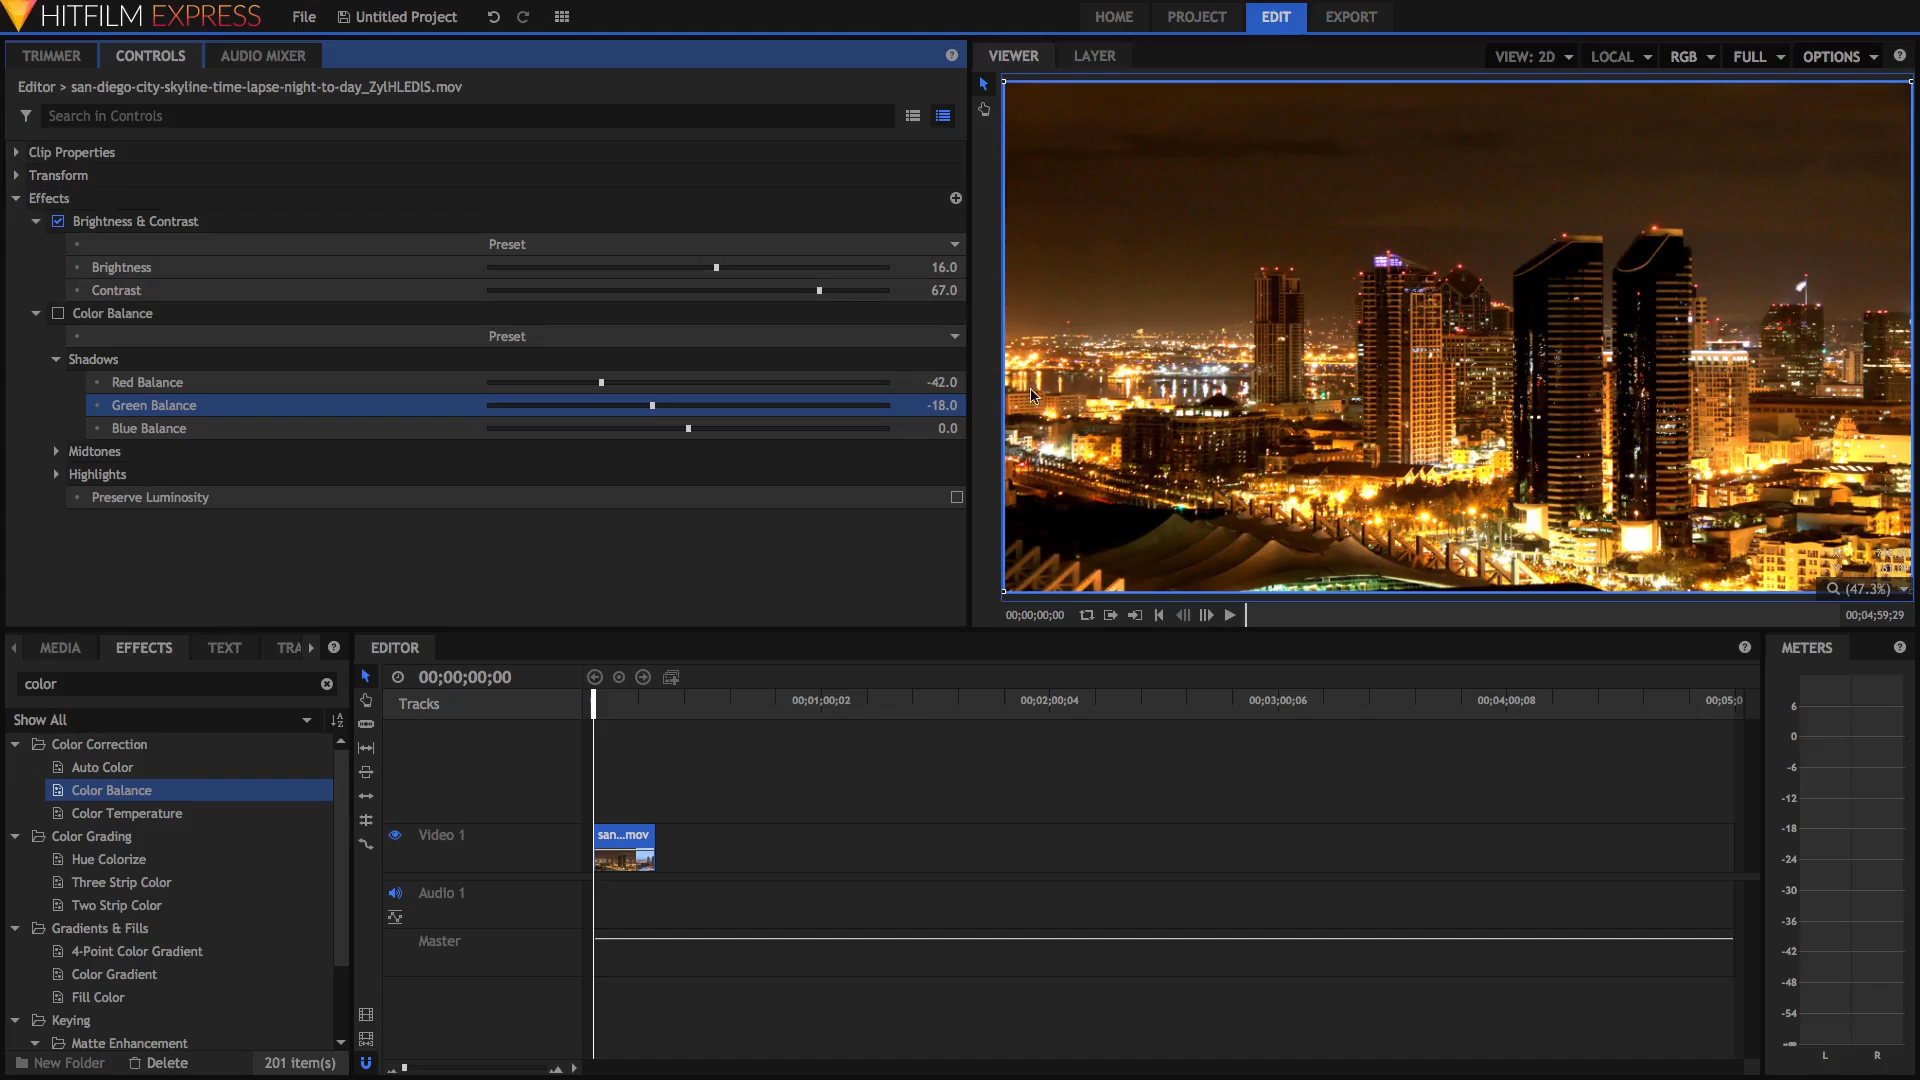 HITFILM EXPRESS
File
Untitled Project
HOME
PROJECT
EDIT
EXPORT
TRIMMER
CONTROLS
AUDIO MIXER
Editor > san-diego-city-skyline-time-lapse-night-to-day_ZylHLEDlS.mov
Search in Controls
Clip Properties
Transform
Effects
Brightness & Contrast
Preset
Brightness 16.0
Contrast 67.0
Color Balance
Preset
Shadows
Red Balance -42.0
Green Balance -18.0
Blue Balance 0.0
Midtones
Highlights
Preserve Luminosity
VIEWER
LAYER
VIEW: 2D
LOCAL
RGB
FULL
OPTIONS
(47.3%)
00;00;00;00
00;04;59;29
MEDIA
EFFECTS
TEXT
TRA
color
Show All
Color Correction
Auto Color
Color Balance
Color Temperature
Color Grading
Hue Colorize
Three Strip Color
Two Strip Color
Gradients & Fills
4-Point Color Gradient
Color Gradient
Fill Color
Keying
Matte Enhancement
New Folder
Delete
201 item(s)
EDITOR
00;00;00;00
Tracks
00;01;00;02
00;02;00;04
00;03;00;06
00;04;00;08
00;05;0
Video 1
san...mov
Audio 1
Master
METERS
6
0
-6
-12
-18
-24
-30
-36
-42
-48
-54
-∞
L
R